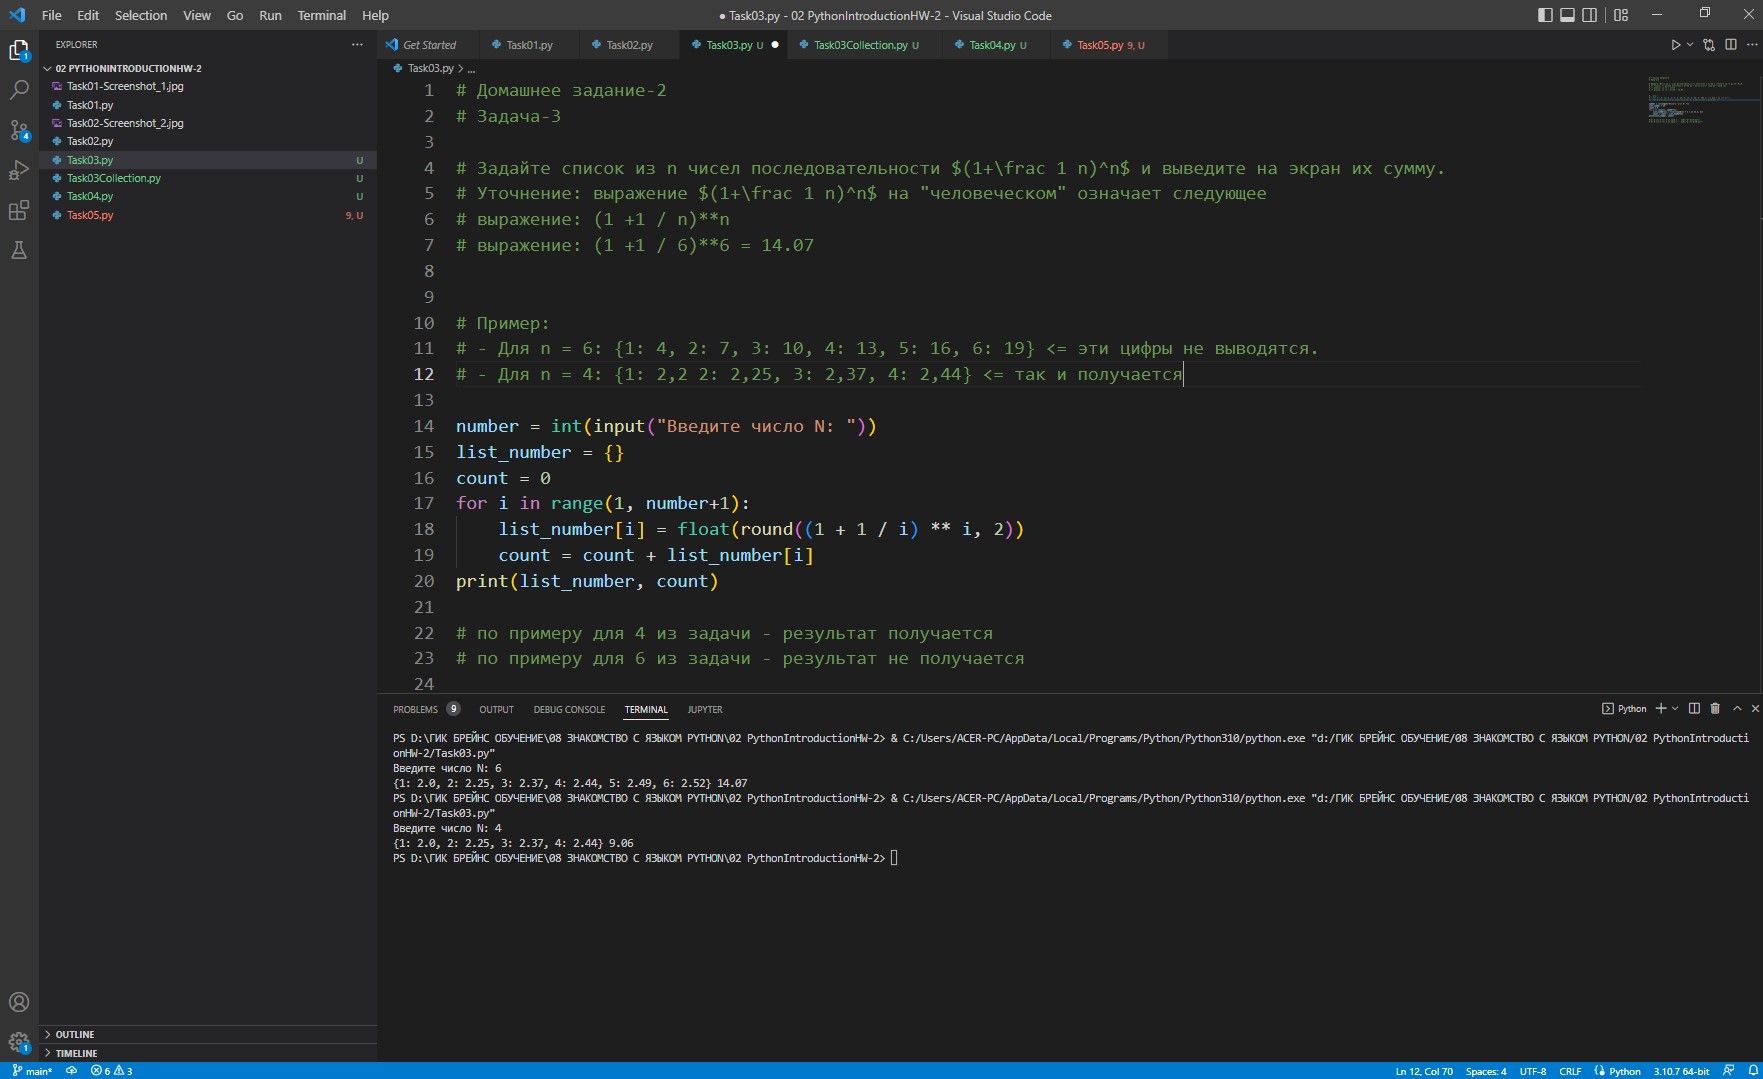 File Edit Selection View Go Run Terminal Help
● Task03.py - 02 PythonIntroductionHW-2 - Visual Studio Code
EXPLORER
02 PYTHONINTRODUCTIONHW-2
Task01-Screenshot_1.jpg
Task01.py
Task02-Screenshot_2.jpg
Task02.py
Task03.py U
Task03Collection.py U
Task04.py U
Task05.py 9, U
OUTLINE
TIMELINE
1
4
1
Get Started Task01.py Task02.py Task03.py U ● Task03Collection.py U Task04.py U Task05.py 9, U
Task03.py > ...
1 # Домашнее задание-2
2 # Задача-3
3
4 # Задайте список из n чисел последовательности $(1+\frac 1 n)^n$ и выведите на экран их сумму.
5 # Уточнение: выражение $(1+\frac 1 n)^n$ на "человеческом" означает следующее
6 # выражение: (1 +1 / n)**n
7 # выражение: (1 +1 / 6)**6 = 14.07
8
9
10 # Пример:
11 # - Для n = 6: {1: 4, 2: 7, 3: 10, 4: 13, 5: 16, 6: 19} <= эти цифры не выводятся.
12 # - Для n = 4: {1: 2,2 2: 2,25, 3: 2,37, 4: 2,44} <= так и получается
13
14 number = int(input("Введите число N: "))
15 list_number = {}
16 count = 0
17 for i in range(1, number+1):
18 list_number[i] = float(round((1 + 1 / i) ** i, 2))
19 count = count + list_number[i]
20 print(list_number, count)
21
22 # по примеру для 4 из задачи - результат получается
23 # по примеру для 6 из задачи - результат не получается
24
PROBLEMS 9 OUTPUT DEBUG CONSOLE TERMINAL JUPYTER Python
PS D:\ГИК БРЕЙНС ОБУЧЕНИЕ\08 ЗНАКОМСТВО С ЯЗЫКОМ PYTHON\02 PythonIntroductionHW-2> & C:/Users/ACER-PC/AppData/Local/Programs/Python/Python310/python.exe "d:/ГИК БРЕЙНС ОБУЧЕНИЕ/08 ЗНАКОМСТВО С ЯЗЫКОМ PYTHON/02 PythonIntroducti
onHW-2/Task03.py"
Введите число N: 6
{1: 2.0, 2: 2.25, 3: 2.37, 4: 2.44, 5: 2.49, 6: 2.52} 14.07
PS D:\ГИК БРЕЙНС ОБУЧЕНИЕ\08 ЗНАКОМСТВО С ЯЗЫКОМ PYTHON\02 PythonIntroductionHW-2> & C:/Users/ACER-PC/AppData/Local/Programs/Python/Python310/python.exe "d:/ГИК БРЕЙНС ОБУЧЕНИЕ/08 ЗНАКОМСТВО С ЯЗЫКОМ PYTHON/02 PythonIntroducti
onHW-2/Task03.py"
Введите число N: 4
{1: 2.0, 2: 2.25, 3: 2.37, 4: 2.44} 9.06
PS D:\ГИК БРЕЙНС ОБУЧЕНИЕ\08 ЗНАКОМСТВО С ЯЗЫКОМ PYTHON\02 PythonIntroductionHW-2>
main* 6 3 Ln 12, Col 70 Spaces: 4 UTF-8 CRLF Python 3.10.7 64-bit